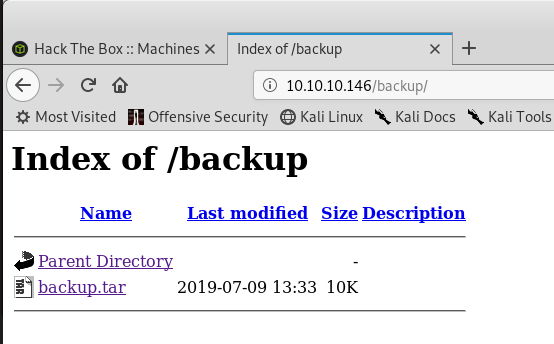 Hack The Box :: Machines × Index of /backup × +
10.10.10.146/backup/
Most Visited Offensive Security Kali Linux Kali Docs Kali Tools
Index of /backup
Name Last modified Size Description
Parent Directory -
backup.tar 2019-07-09 13:33 10K